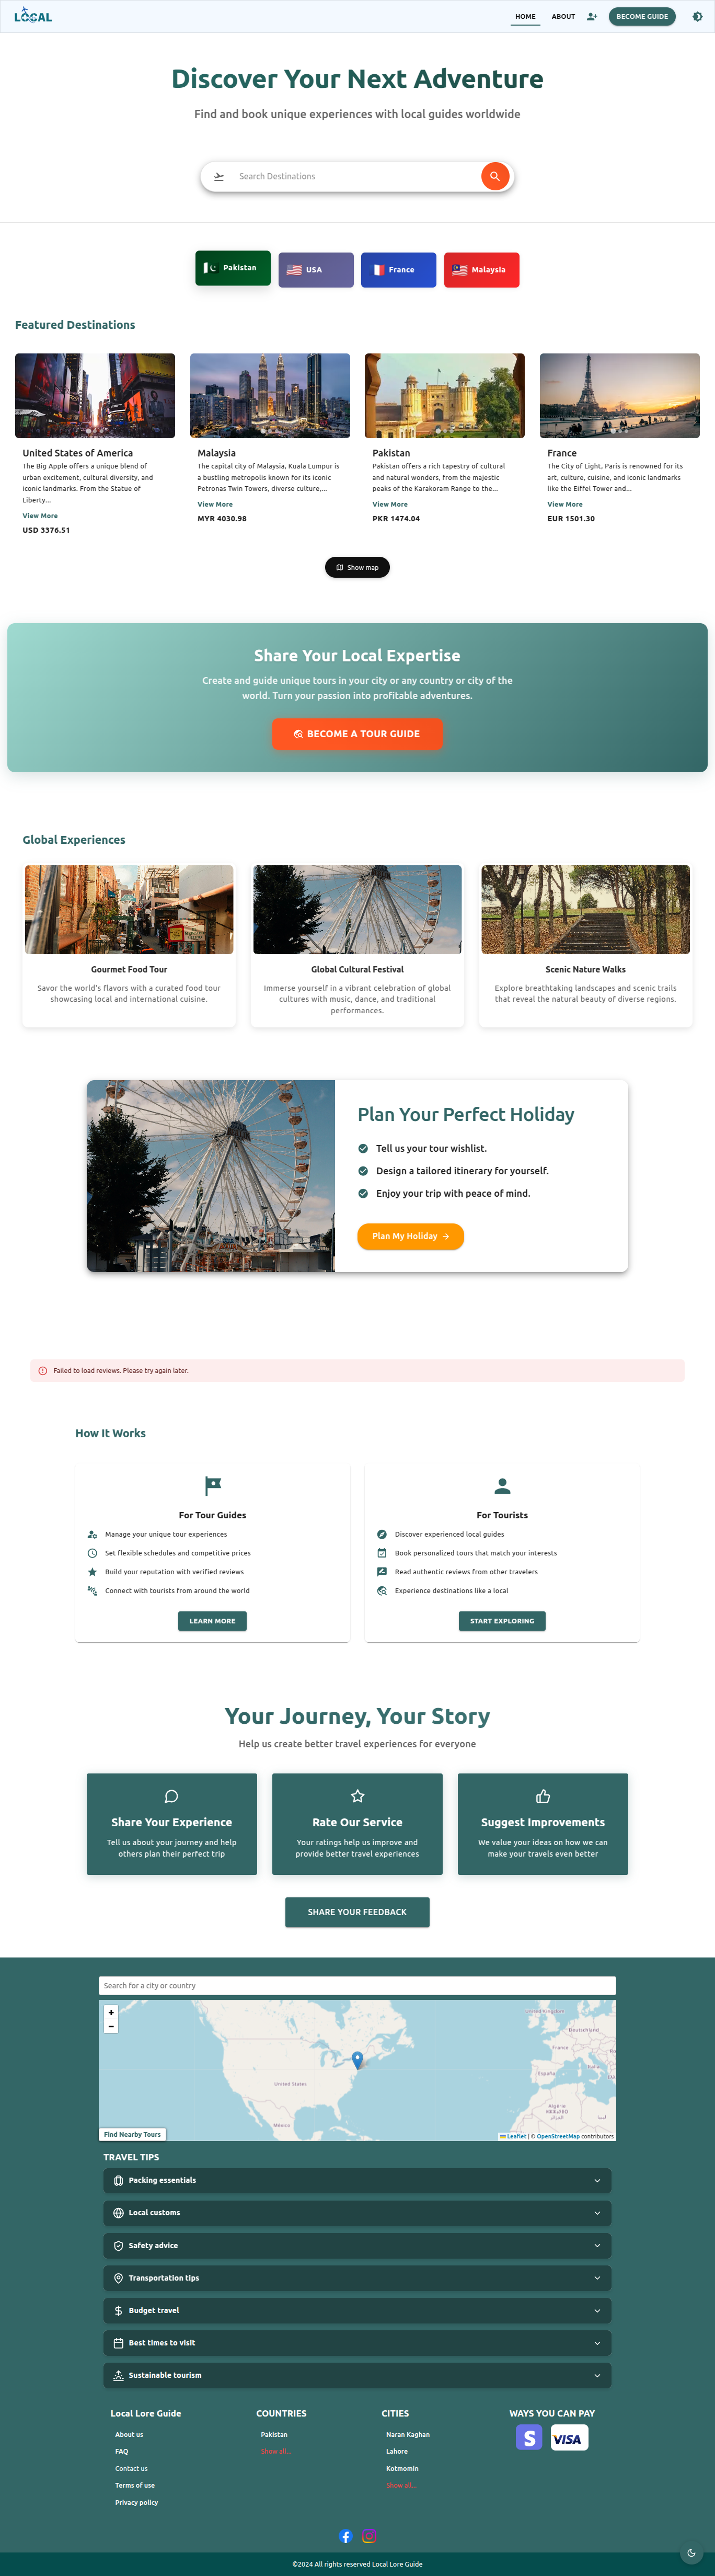 LOCAL
HOME
ABOUT
BECOME GUIDE
Discover Your Next Adventure
Find and book unique experiences with local guides worldwide
Search Destinations
Pakistan
USA
France
Malaysia
Featured Destinations
United States of America
The Big Apple offers a unique blend of
urban excitement, cultural diversity, and
iconic landmarks. From the Statue of
Liberty...
View More
USD 3376.51
Malaysia
The capital city of Malaysia, Kuala Lumpur is
a bustling metropolis known for its iconic
Petronas Twin Towers, diverse culture,...
View More
MYR 4030.98
Pakistan
Pakistan offers a rich tapestry of cultural
and natural wonders, from the majestic
peaks of the Karakoram Range to the...
View More
PKR 1474.04
France
The City of Light, Paris is renowned for its
art, culture, cuisine, and iconic landmarks
like the Eiffel Tower and...
View More
EUR 1501.30
Show map
Share Your Local Expertise
Create and guide unique tours in your city or any country or city of the
world. Turn your passion into profitable adventures.
BECOME A TOUR GUIDE
Global Experiences
Gourmet Food Tour
Savor the world's flavors with a curated food tour
showcasing local and international cuisine.
Global Cultural Festival
Immerse yourself in a vibrant celebration of global
cultures with music, dance, and traditional
performances.
Scenic Nature Walks
Explore breathtaking landscapes and scenic trails
that reveal the natural beauty of diverse regions.
Plan Your Perfect Holiday
Tell us your tour wishlist.
Design a tailored itinerary for yourself.
Enjoy your trip with peace of mind.
Plan My Holiday
Failed to load reviews. Please try again later.
How It Works
For Tour Guides
Manage your unique tour experiences
Set flexible schedules and competitive prices
Build your reputation with verified reviews
Connect with tourists from around the world
LEARN MORE
For Tourists
Discover experienced local guides
Book personalized tours that match your interests
Read authentic reviews from other travelers
Experience destinations like a local
START EXPLORING
Your Journey, Your Story
Help us create better travel experiences for everyone
Share Your Experience
Tell us about your journey and help
others plan their perfect trip
Rate Our Service
Your ratings help us improve and
provide better travel experiences
Suggest Improvements
We value your ideas on how we can
make your travels even better
SHARE YOUR FEEDBACK
Search for a city or country
+
−
United Kingdom
Deutschland
France
Italia
España
United States
Algérie
México
Find Nearby Tours
Leaflet | © OpenStreetMap contributors
TRAVEL TIPS
Packing essentials
Local customs
Safety advice
Transportation tips
Budget travel
Best times to visit
Sustainable tourism
Local Lore Guide
About us
FAQ
Contact us
Terms of use
Privacy policy
COUNTRIES
Pakistan
Show all...
CITIES
Naran Kaghan
Lahore
Kotmomin
Show all...
WAYS YOU CAN PAY
S
VISA
©2024 All rights reserved Local Lore Guide